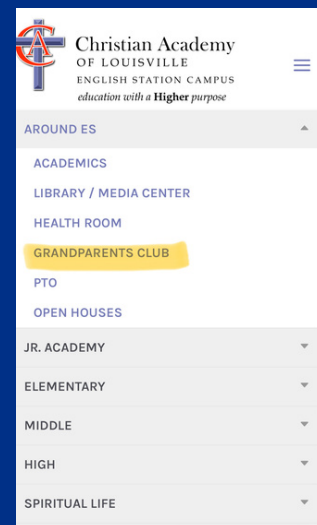 Christian Academy
OF LOUISVILLE
ENGLISH STATION CAMPUS
education with a Higher purpose
AROUND ES
ACADEMICS
LIBRARY / MEDIA CENTER
HEALTH ROOM
GRANDPARENTS CLUB
PTO
OPEN HOUSES
JR. ACADEMY
ELEMENTARY
MIDDLE
HIGH
SPIRITUAL LIFE